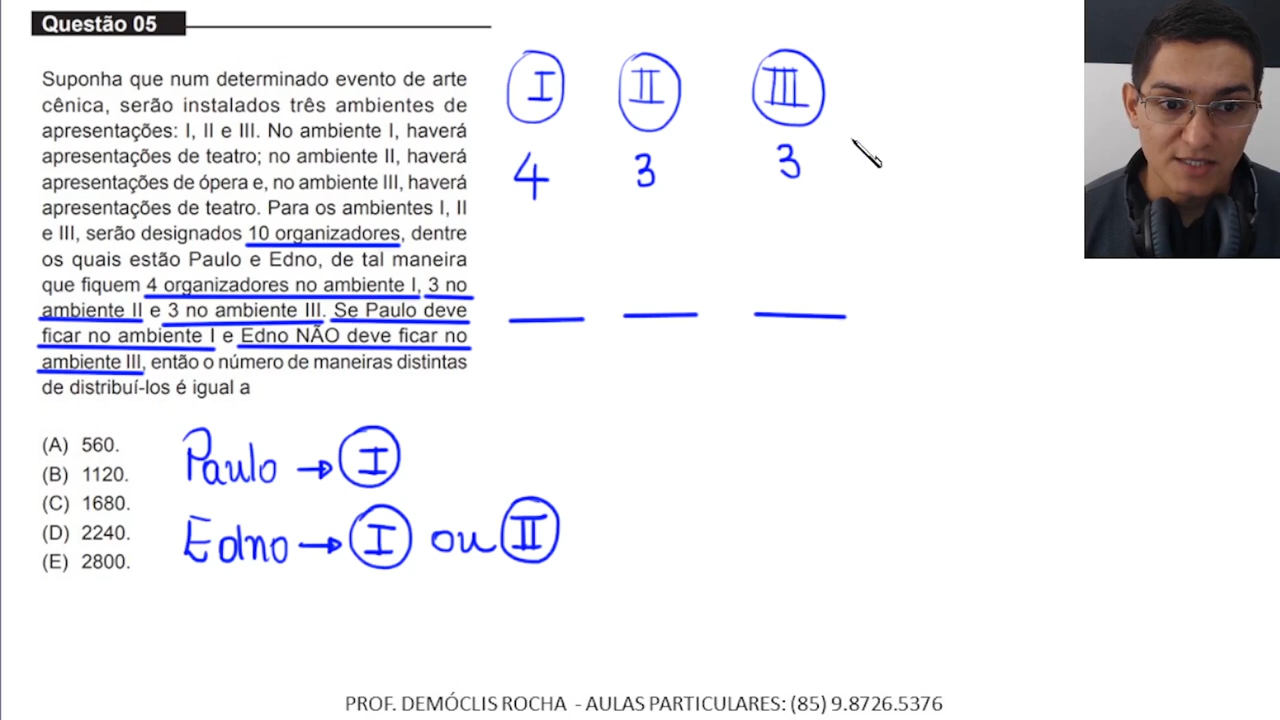 Questão 05
Suponha que num determinado evento de arte
cênica, serão instalados três ambientes de
apresentações: I, II e III. No ambiente I, haverá
apresentações de teatro; no ambiente II, haverá
apresentações de ópera e, no ambiente III, haverá
apresentações de teatro. Para os ambientes I, II
e III, serão designados 10 organizadores, dentre
os quais estão Paulo e Edno, de tal maneira
que fiquem 4 organizadores no ambiente I, 3 no
ambiente II e 3 no ambiente III. Se Paulo deve
ficar no ambiente I e Edno NÃO deve ficar no
ambiente III, então o número de maneiras distintas
de distribuí-los é igual a
(A) 560.
(B) 1120.
(C) 1680.
(D) 2240.
(E) 2800.
I II III
4 3 3
Paulo → I
Edno → I ou II
PROF. DEMÓCLIS ROCHA - AULAS PARTICULARES: (85) 9.8726.5376